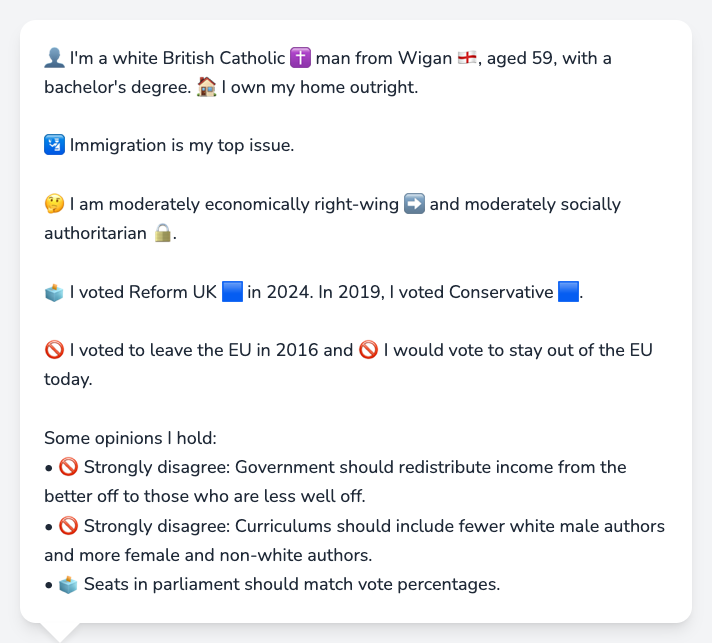 👤 I'm a white British Catholic ✝️ man from Wigan 🏴󠁧󠁢󠁥󠁮󠁧󠁿, aged 59, with a
bachelor's degree. 🏠 I own my home outright.
🛂 Immigration is my top issue.
🤔 I am moderately economically right-wing ➡️ and moderately socially
authoritarian 🔒.
🗳️ I voted Reform UK 🟦 in 2024. In 2019, I voted Conservative 🟦.
🚫 I voted to leave the EU in 2016 and 🚫 I would vote to stay out of the EU
today.
Some opinions I hold:
• 🚫 Strongly disagree: Government should redistribute income from the
better off to those who are less well off.
• 🚫 Strongly disagree: Curriculums should include fewer white male authors
and more female and non-white authors.
• 🗳️ Seats in parliament should match vote percentages.